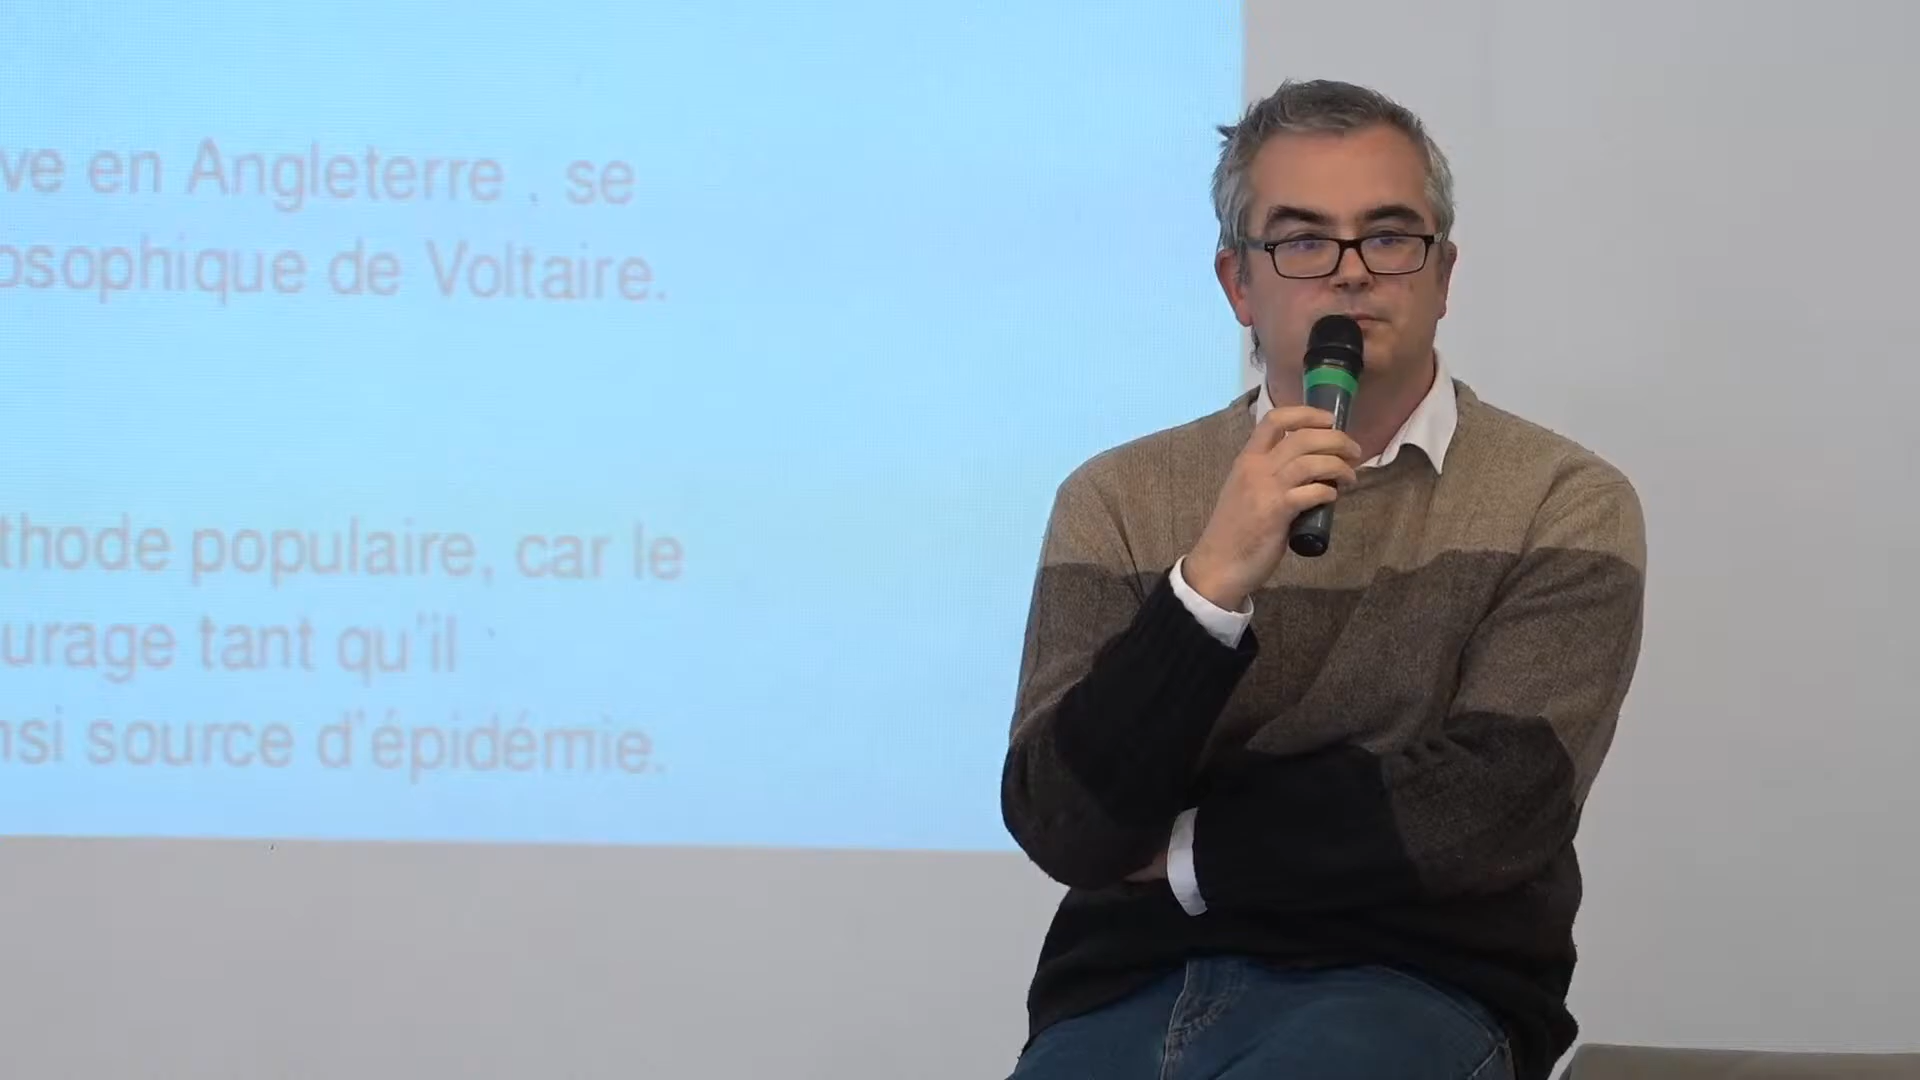 ve en Angleterre . se
osophique de Voltaire.
thode populaire, car le
urage tant qu'il
nsi source d'épidémie.